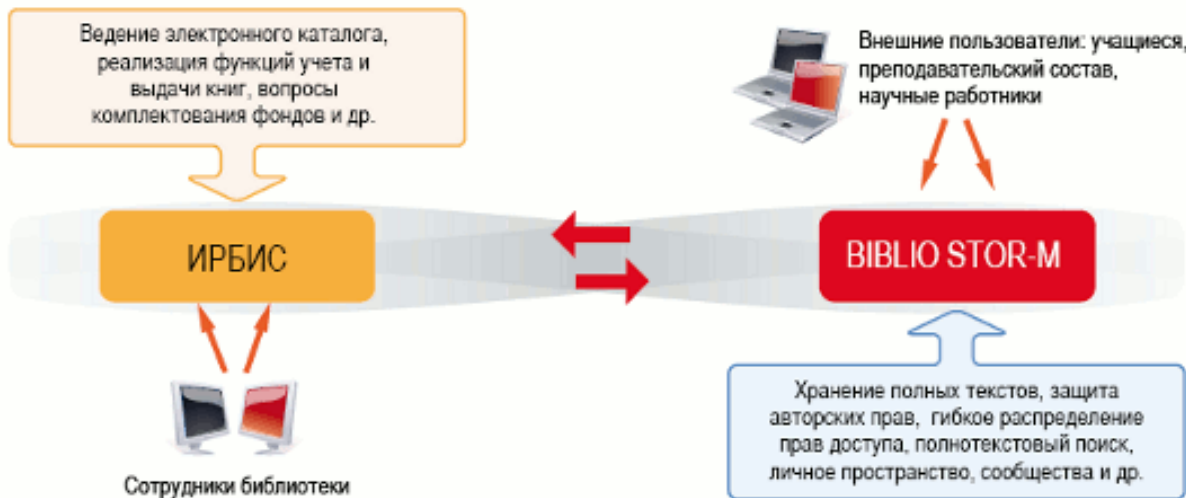 Ведение электронного каталога,
реализация функций учета и
выдачи книг, вопросы
комплектования фондов и др.
Внешние пользователи: учащиеся,
преподавательский состав,
научные работники
ИРБИС
BIBLIO STOR-M
Сотрудники библиотеки
Хранение полных текстов, защита
авторских прав, гибкое распределение
прав доступа, полнотекстовый поиск,
личное пространство, сообщества и др.